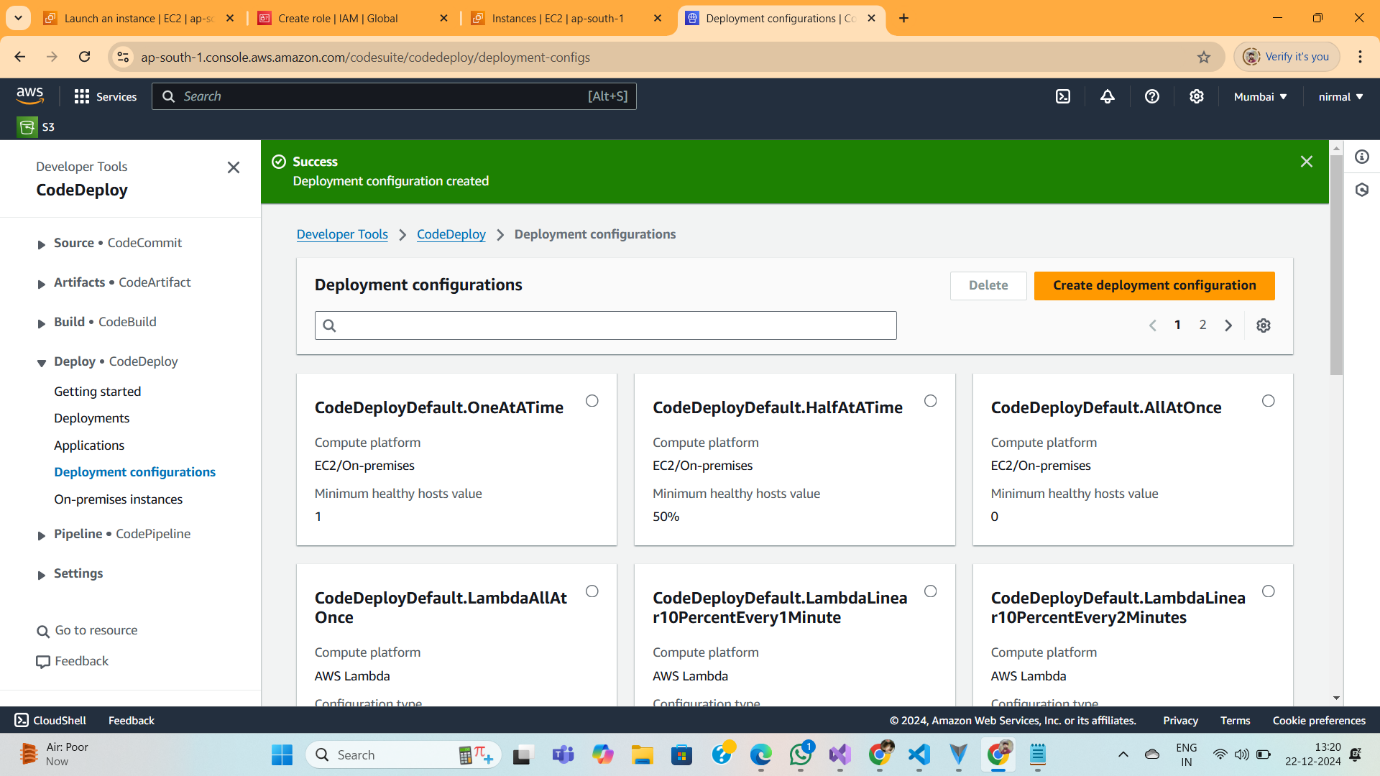 Launch an instance | EC2 | ap-so
Create role | IAM | Global
Instances | EC2 | ap-south-1
Deployment configurations | Co
ap-south-1.console.aws.amazon.com/codesuite/codedeploy/deployment-configs
Verify it's you
aws
Services
Search
[Alt+S]
Mumbai
nirmal
S3
Developer Tools
CodeDeploy
Source • CodeCommit
Artifacts • CodeArtifact
Build • CodeBuild
Deploy • CodeDeploy
Getting started
Deployments
Applications
Deployment configurations
On-premises instances
Pipeline • CodePipeline
Settings
Go to resource
Feedback
Success
Deployment configuration created
Developer Tools > CodeDeploy > Deployment configurations
Deployment configurations
Delete
Create deployment configuration
1 2
CodeDeployDefault.OneAtATime
Compute platform
EC2/On-premises
Minimum healthy hosts value
1
CodeDeployDefault.HalfAtATime
Compute platform
EC2/On-premises
Minimum healthy hosts value
50%
CodeDeployDefault.AllAtOnce
Compute platform
EC2/On-premises
Minimum healthy hosts value
0
CodeDeployDefault.LambdaAllAt
Once
Compute platform
AWS Lambda
Configuration type
CodeDeployDefault.LambdaLinea
r10PercentEvery1Minute
Compute platform
AWS Lambda
Configuration type
CodeDeployDefault.LambdaLinea
r10PercentEvery2Minutes
Compute platform
AWS Lambda
Configuration type
CloudShell
Feedback
© 2024, Amazon Web Services, Inc. or its affiliates.
Privacy
Terms
Cookie preferences
Air: Poor
Now
Search
1
ENG
IN
13:20
22-12-2024